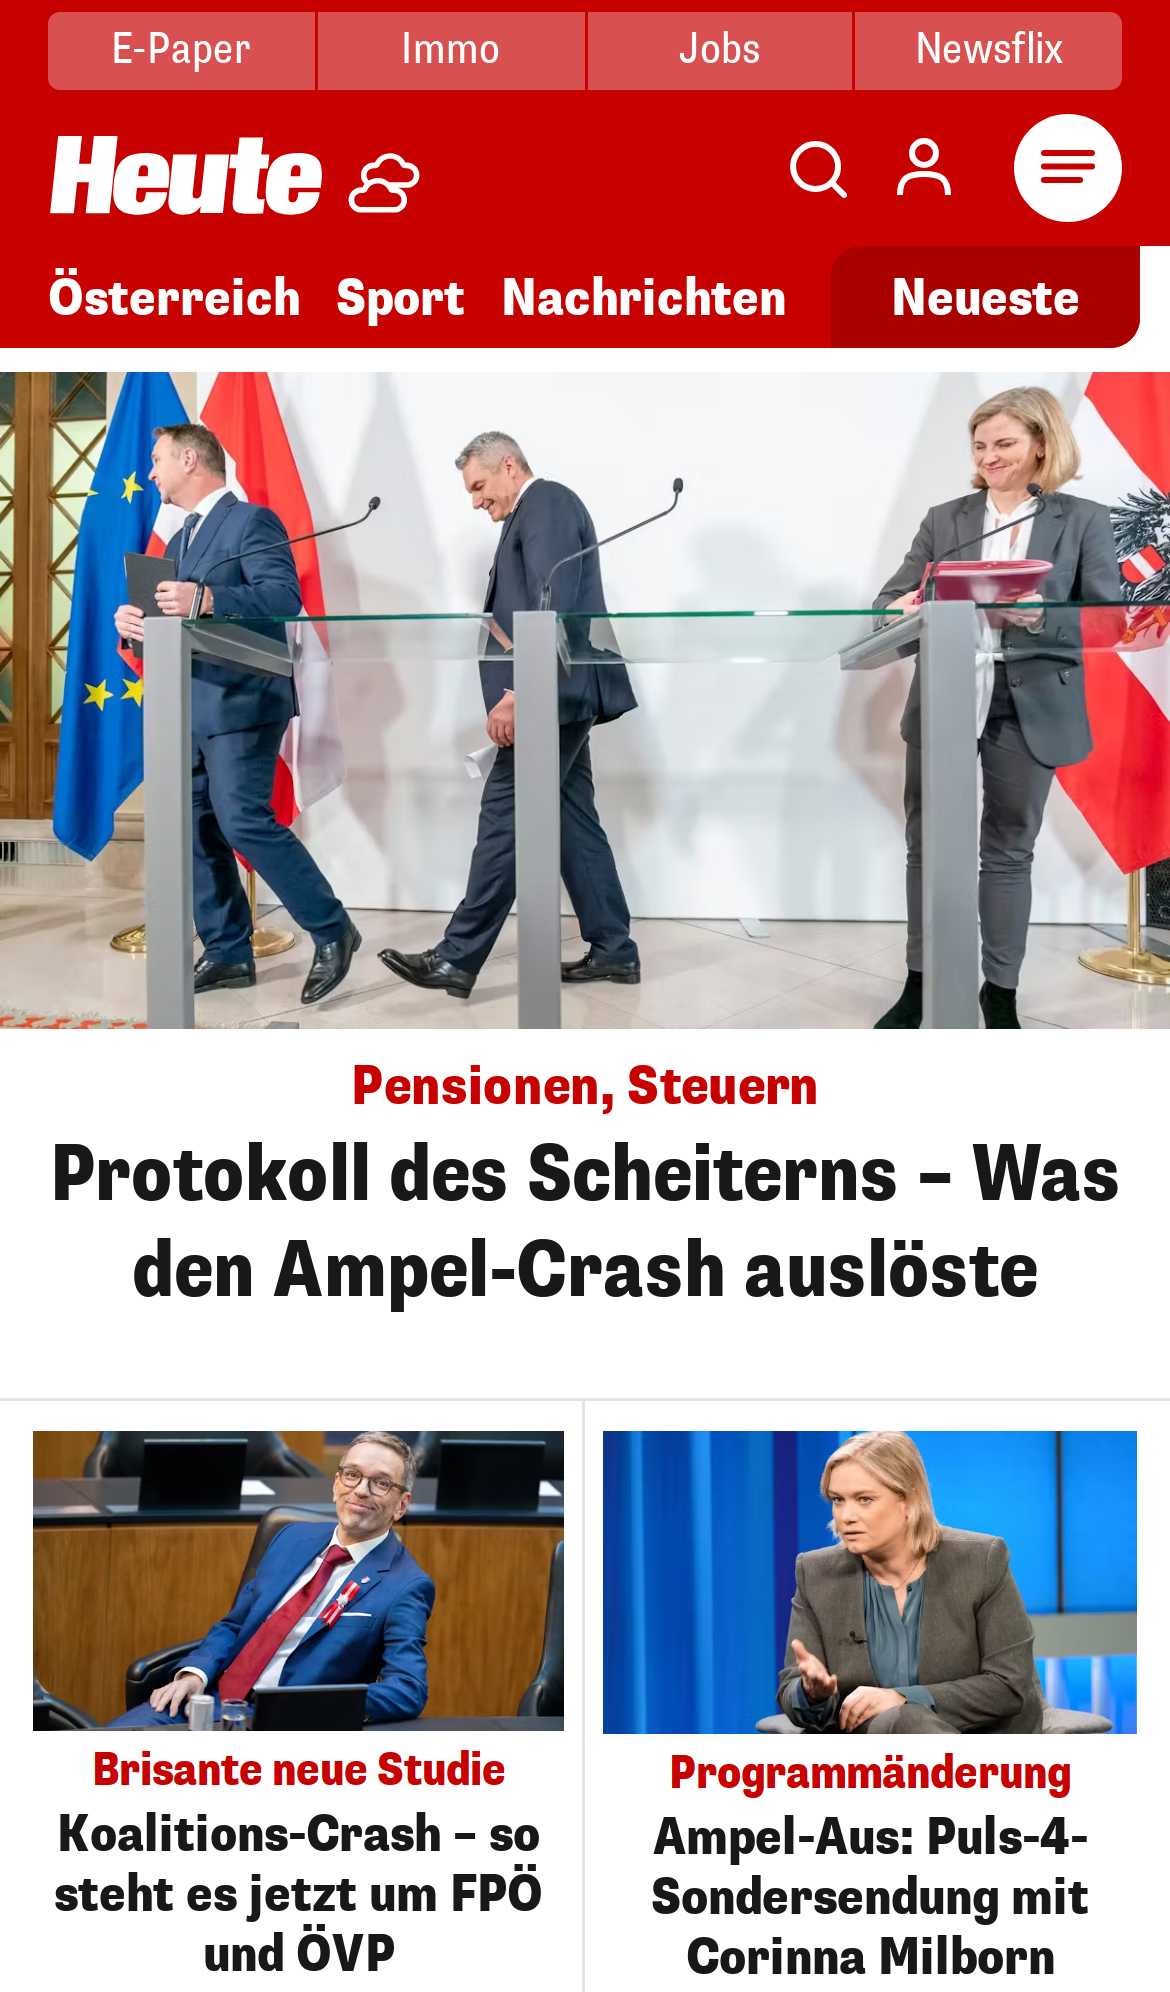 E-Paper
Immo
Jobs
Newsflix
Heute
Österreich
Sport
Nachrichten
Neueste
Pensionen, Steuern
Protokoll des Scheiterns – Was
den Ampel-Crash auslöste
Brisante neue Studie
Koalitions-Crash – so
steht es jetzt um FPÖ
und ÖVP
Programmänderung
Ampel-Aus: Puls-4-
Sondersendung mit
Corinna Milborn